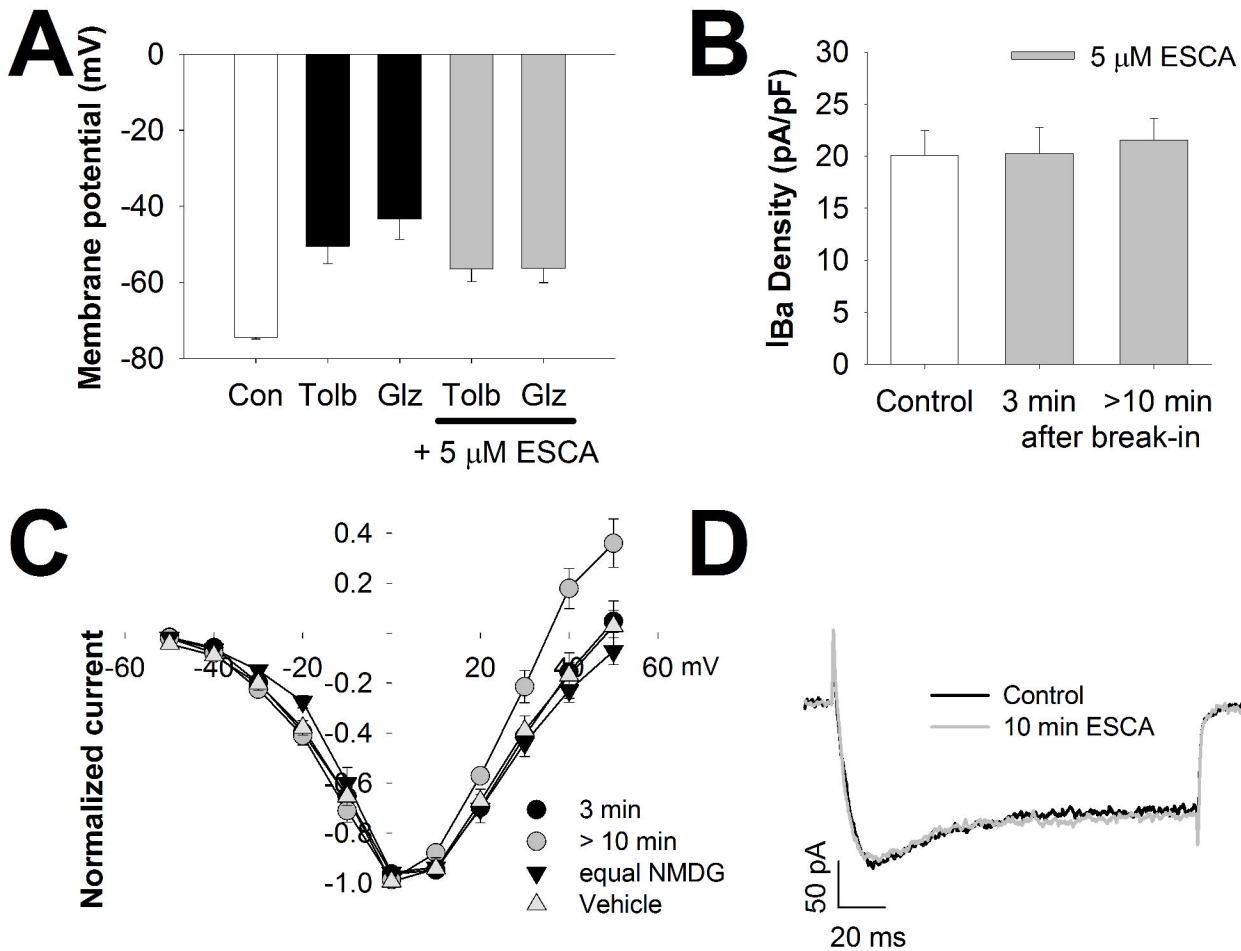 A
Membrane potential (mV)
0
-20
-40
-60
-80
Con Tolb Glz Tolb Glz
+ 5 μM ESCA
B
IBa Density (pA/pF)
30
25
20
15
10
5
0
5 μM ESCA
Control 3 min >10 min
after break-in
C
Normalized current
0.4
0.2
-60 -40 -20 20 40 60 mV
-0.2
-0.4
-0.6
-0.8
-1.0
3 min
> 10 min
equal NMDG
Vehicle
D
Control
10 min ESCA
50 pA
20 ms